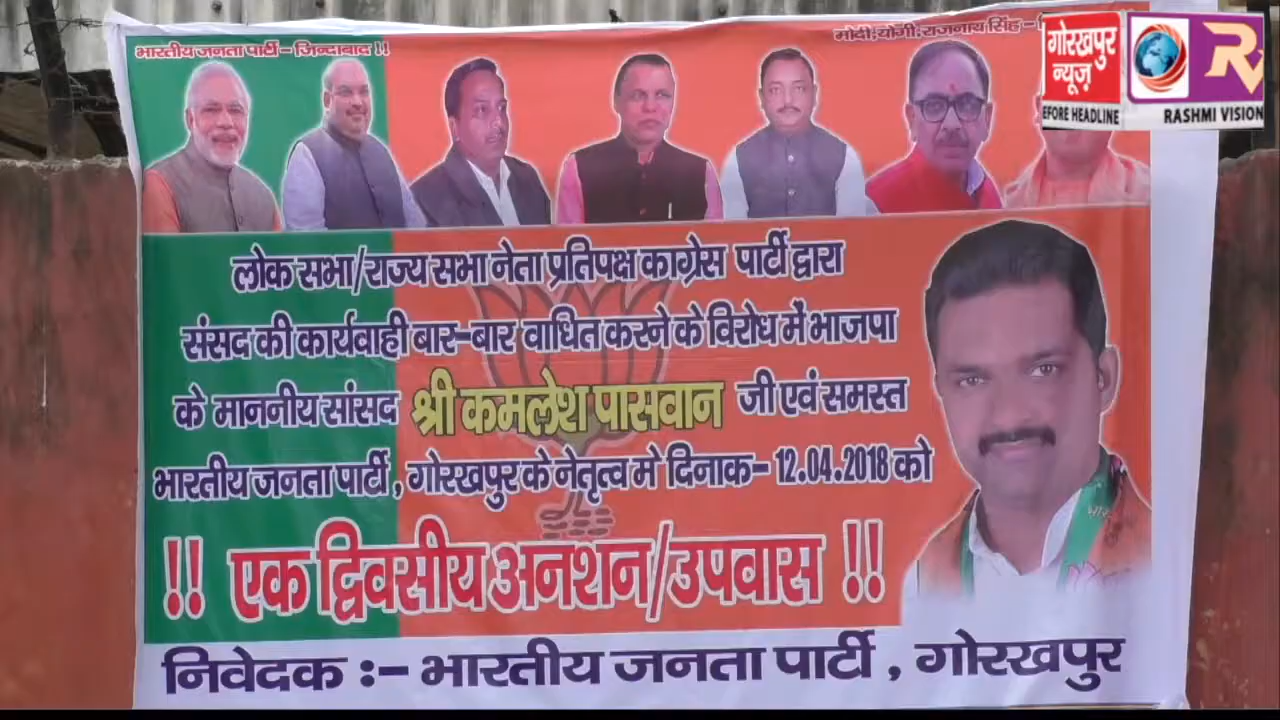 भारतीय जनता पार्टी - जिन्दाबाद !!
मोदी,योगी,राजनाथ सिंह -
गोरखपुर
न्यूज़
EFORE HEADLINE
RV
RASHMI VISION
लोक सभा/राज्य सभा नेता प्रतिपक्ष काग्रेस पार्टी द्वारा
संसद की कार्यवाही बार-बार वाधित करने के विरोध में भाजपा
के माननीय सांसद श्री कमलेश पासवान जी एवं समस्त
भारतीय जनता पार्टी, गोरखपुर के नेतृत्व मे दिनाक- 12.04.2018 को
!! एक द्विवसीय अनशन/उपवास !!
निवेदक :- भारतीय जनता पार्टी, गोरखपुर